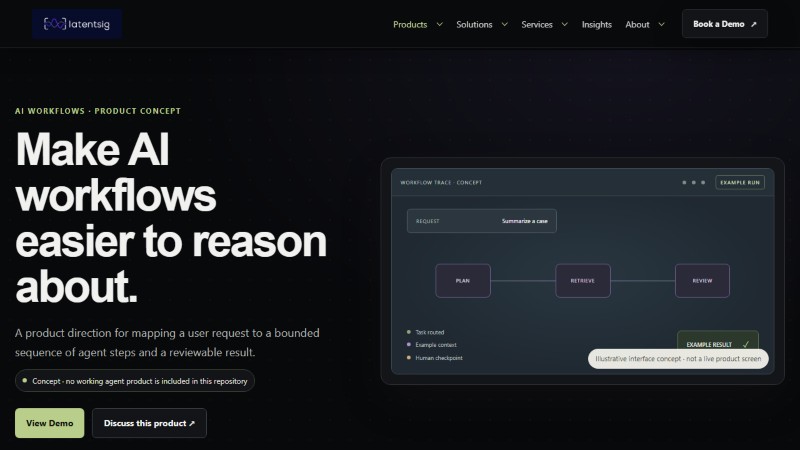 latentsig
Products Solutions Services Insights About Book a Demo ↗
AI WORKFLOWS · PRODUCT CONCEPT
Make AI
workflows
easier to reason
about.
A product direction for mapping a user request to a bounded
sequence of agent steps and a reviewable result.
Concept · no working agent product is included in this repository
View Demo
Discuss this product ↗
WORKFLOW TRACE · CONCEPT
EXAMPLE RUN
REQUEST
Summarize a case
PLAN
RETRIEVE
REVIEW
Task routed
Example context
Human checkpoint
EXAMPLE RESULT ✓
Illustrative interface concept · not a live product screen